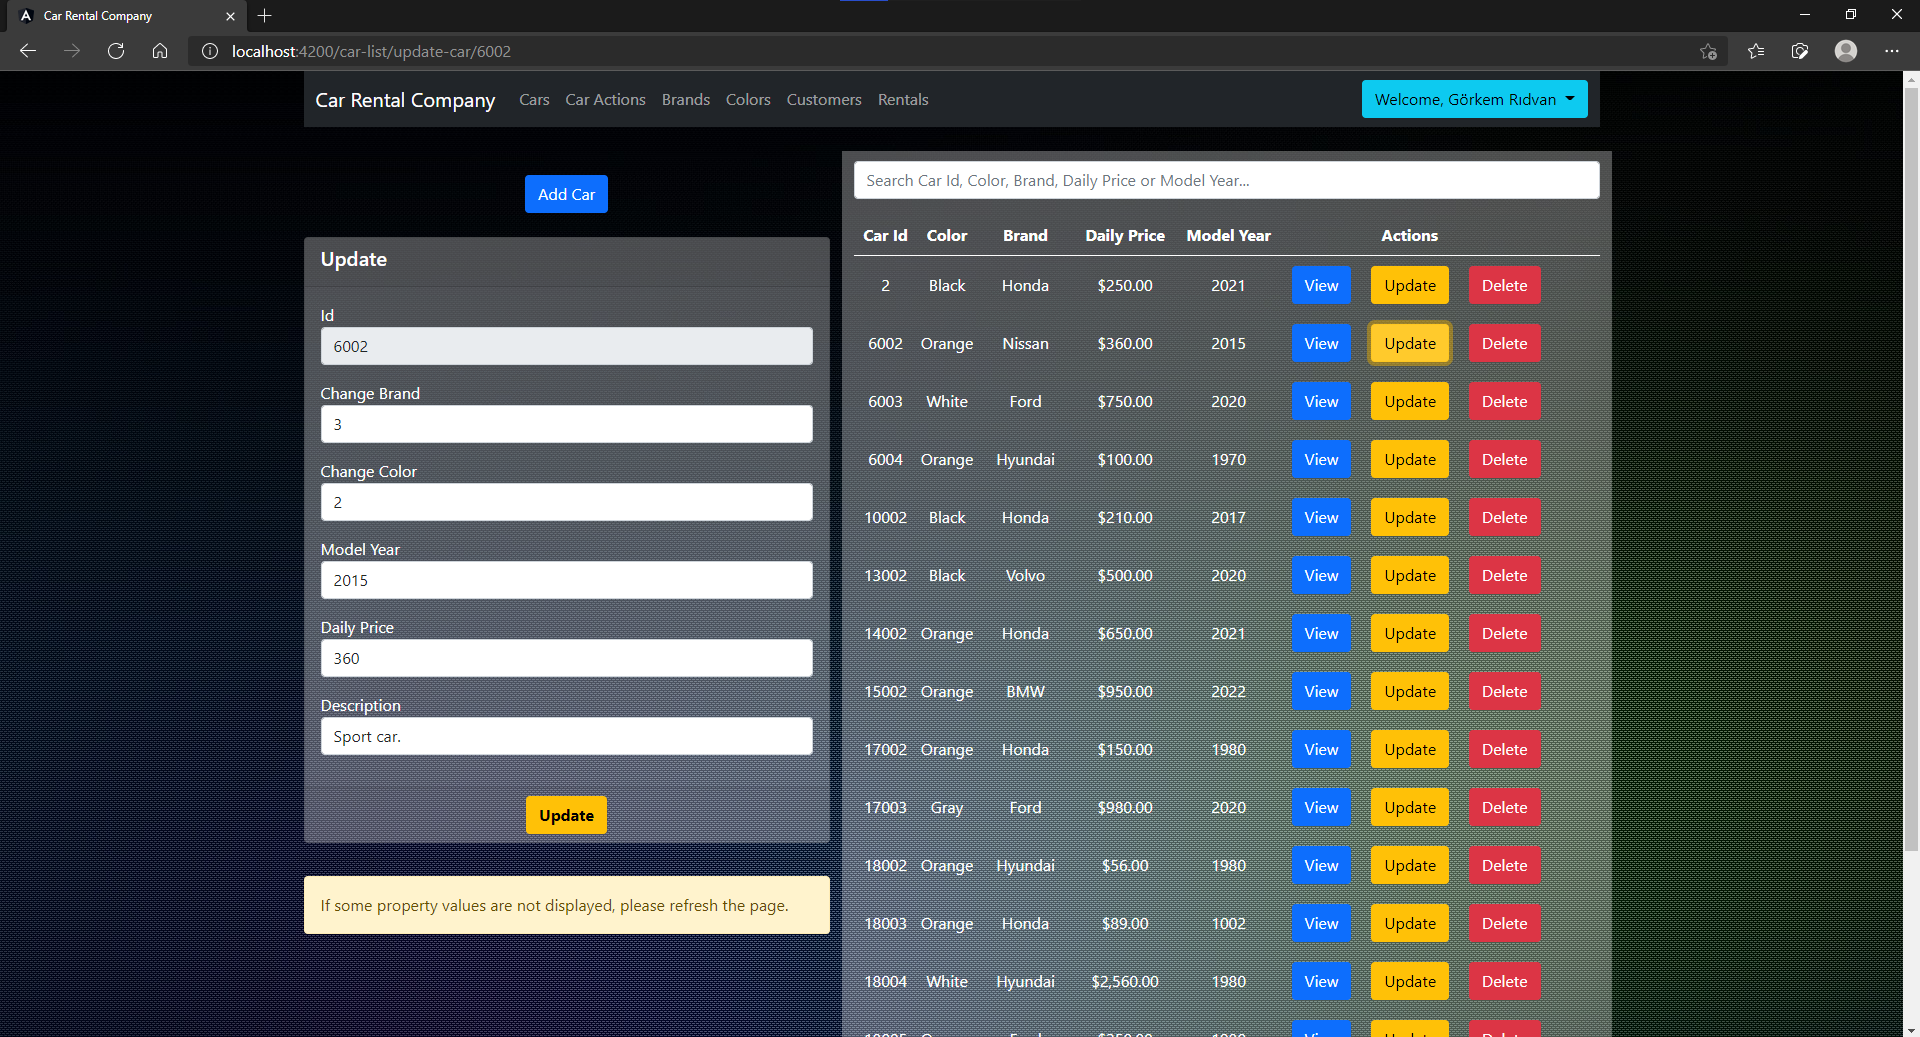 Car Rental Company
localhost:4200/car-list/update-car/6002
Car Rental Company Cars Car Actions Brands Colors Customers Rentals Welcome, Görkem Rıdvan
Add Car
Update
Id
6002
Change Brand
3
Change Color
2
Model Year
2015
Daily Price
360
Description
Sport car.
Update
If some property values are not displayed, please refresh the page.
Search Car Id, Color, Brand, Daily Price or Model Year...
Car Id Color Brand Daily Price Model Year Actions
2 Black Honda $250.00 2021 View Update Delete
6002 Orange Nissan $360.00 2015 View Update Delete
6003 White Ford $750.00 2020 View Update Delete
6004 Orange Hyundai $100.00 1970 View Update Delete
10002 Black Honda $210.00 2017 View Update Delete
13002 Black Volvo $500.00 2020 View Update Delete
14002 Orange Honda $650.00 2021 View Update Delete
15002 Orange BMW $950.00 2022 View Update Delete
17002 Orange Honda $150.00 1980 View Update Delete
17003 Gray Ford $980.00 2020 View Update Delete
18002 Orange Hyundai $56.00 1980 View Update Delete
18003 Orange Honda $89.00 1002 View Update Delete
18004 White Hyundai $2,560.00 1980 View Update Delete